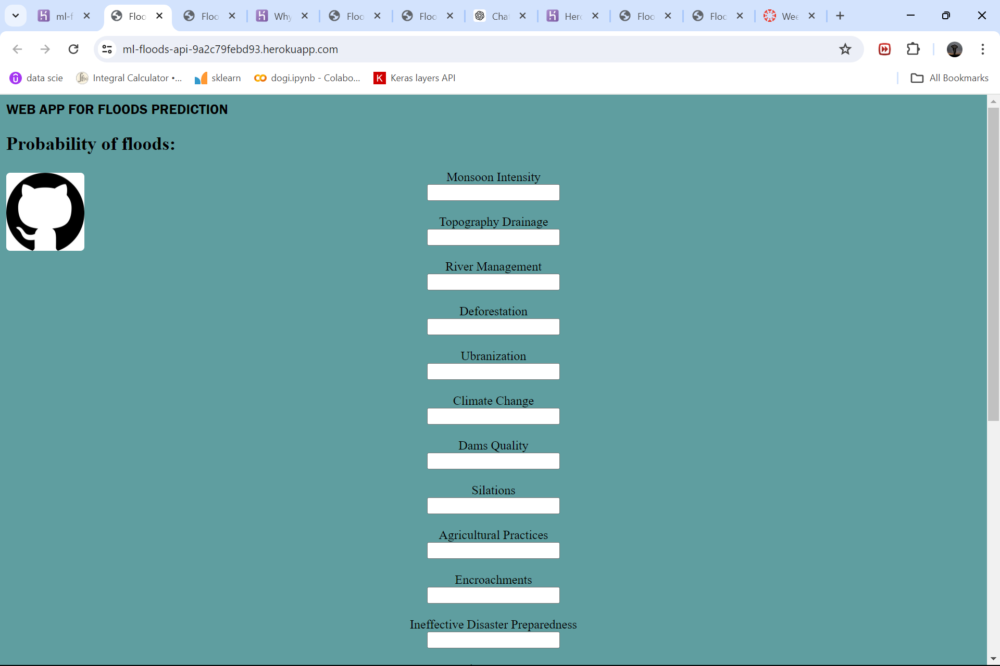 ml-f
Floo
Floo
Why
Floo
Floo
Chat
Hero
Floo
Floo
Wee
ml-floods-api-9a2c79febd93.herokuapp.com
data scie
Integral Calculator •...
sklearn
dogi.ipynb - Colabo...
Keras layers API
All Bookmarks
WEB APP FOR FLOODS PREDICTION
Probability of floods:
Monsoon Intensity
Topography Drainage
River Management
Deforestation
Ubranization
Climate Change
Dams Quality
Silations
Agricultural Practices
Encroachments
Ineffective Disaster Preparedness